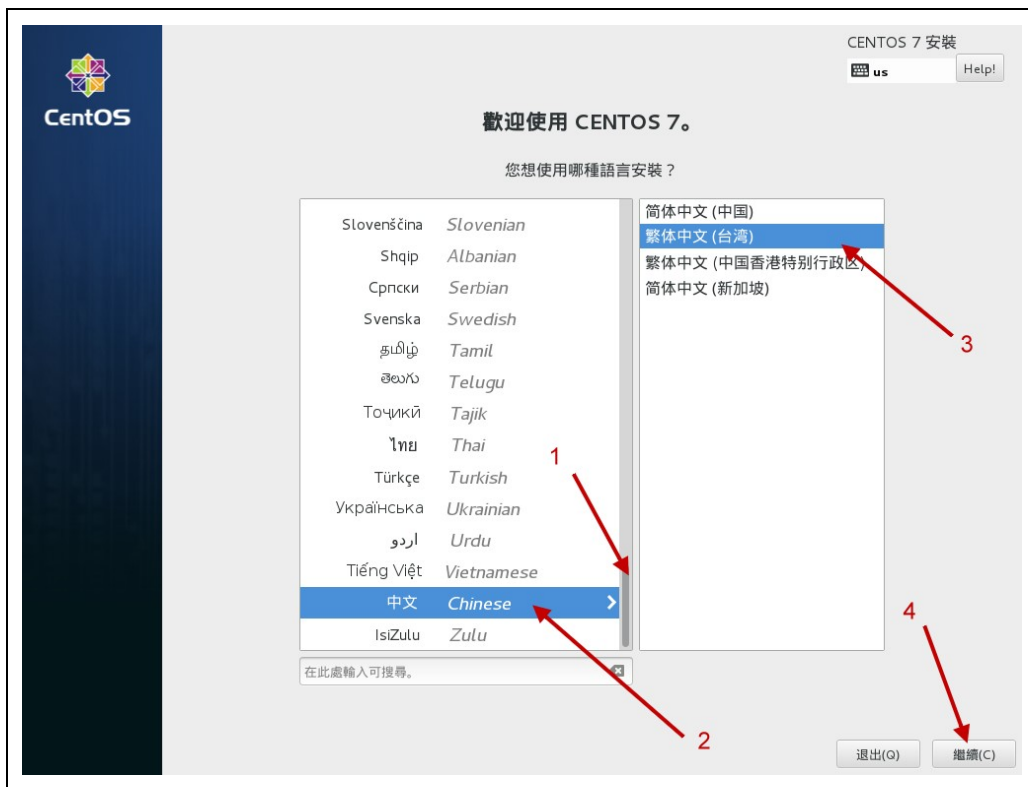 CENTOS 7 安裝
us
Help!
CentOS
歡迎使用 CENTOS 7。
您想使用哪種語言安裝？
Slovenščina Slovenian
Shqip Albanian
Српски Serbian
Svenska Swedish
தமிழ் Tamil
తెలుగు Telugu
Тоҷикӣ Tajik
ไทย Thai
Türkçe Turkish
Українська Ukrainian
اردو Urdu
Tiếng Việt Vietnamese
中文 Chinese
IsiZulu Zulu
简体中文 (中国)
繁体中文 (台湾)
繁体中文 (中国香港特别行政区)
简体中文 (新加坡)
3
1
4
在此處輸入可搜尋。
2
退出(Q)
繼續(C)